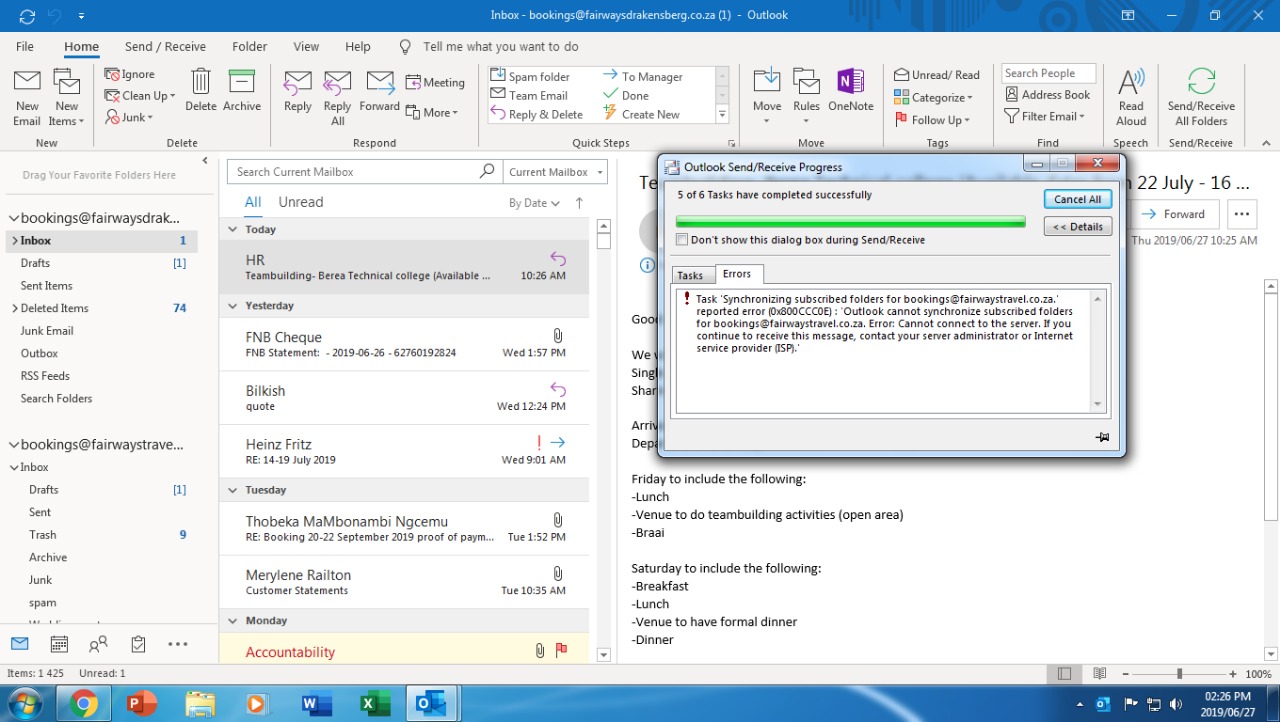 Inbox - bookings@fairwaysdrakensberg.co.za (1) - Outlook
File Home Send / Receive Folder View Help Tell me what you want to do
New Email
New Items
New
Ignore
Clean Up
Junk
Delete
Archive
Delete
Reply
Reply All
Forward
Meeting
More
Respond
Spam folder
Team Email
Reply & Delete
To Manager
Done
Create New
Quick Steps
Move
Rules
OneNote
Move
Unread/ Read
Categorize
Follow Up
Tags
Search People
Address Book
Filter Email
Find
Read Aloud
Speech
Send/Receive All Folders
Send/Receive
Drag Your Favorite Folders Here
bookings@fairwaysdrak...
Inbox 1
Drafts [1]
Sent Items
Deleted Items 74
Junk Email
Outbox
RSS Feeds
Search Folders
bookings@fairwaystrave...
Inbox
Drafts [1]
Sent
Trash 9
Archive
Junk
spam
Search Current Mailbox Current Mailbox
All Unread By Date
Today
HR
Teambuilding- Berea Technical college (Available ... 10:26 AM
Yesterday
FNB Cheque
FNB Statement: - 2019-06-26 - 62760192824 Wed 1:57 PM
Bilkish
quote Wed 12:24 PM
Heinz Fritz
RE: 14-19 July 2019 Wed 9:01 AM
Tuesday
Thobeka MaMbonambi Ngcemu
RE: Booking 20-22 September 2019 proof of paym... Tue 1:52 PM
Merylene Railton
Customer Statements Tue 10:35 AM
Monday
Accountability
22 July - 16 ...
Forward ...
Thu 2019/06/27 10:25 AM
Outlook Send/Receive Progress
5 of 6 Tasks have completed successfully
Cancel All
<< Details
Don't show this dialog box during Send/Receive
Tasks Errors
Task 'Synchronizing subscribed folders for bookings@fairwaystravel.co.za.'
reported error (0x800CCC0E) : 'Outlook cannot synchronize subscribed folders
for bookings@fairwaystravel.co.za. Error: Cannot connect to the server. If you
continue to receive this message, contact your server administrator or Internet
service provider (ISP).'
Friday to include the following:
-Lunch
-Venue to do teambuilding activities (open area)
-Braai
Saturday to include the following:
-Breakfast
-Lunch
-Venue to have formal dinner
-Dinner
Items: 1 425 Unread: 1 100%
02:26 PM
2019/06/27